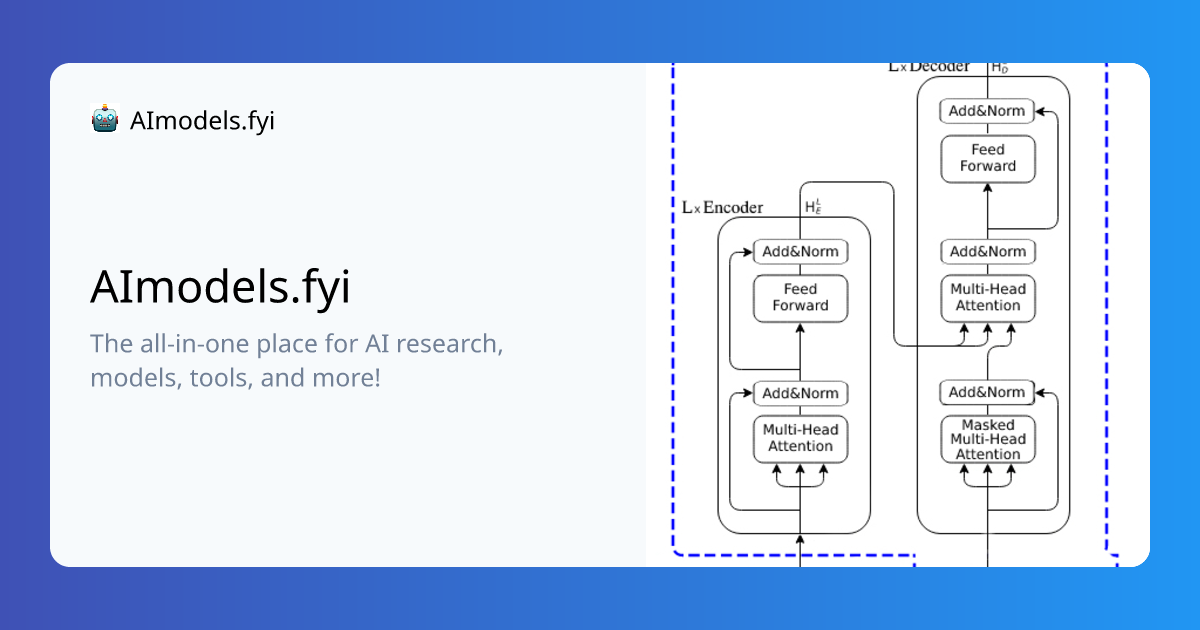 AImodels.fyi
AImodels.fyi
The all-in-one place for AI research,
models, tools, and more!
L×Decoder
Add&Norm
Feed
Forward
Add&Norm
Multi-Head
Attention
Add&Norm
Masked
Multi-Head
Attention
L×Encoder
H_E^L
Add&Norm
Feed
Forward
Add&Norm
Multi-Head
Attention